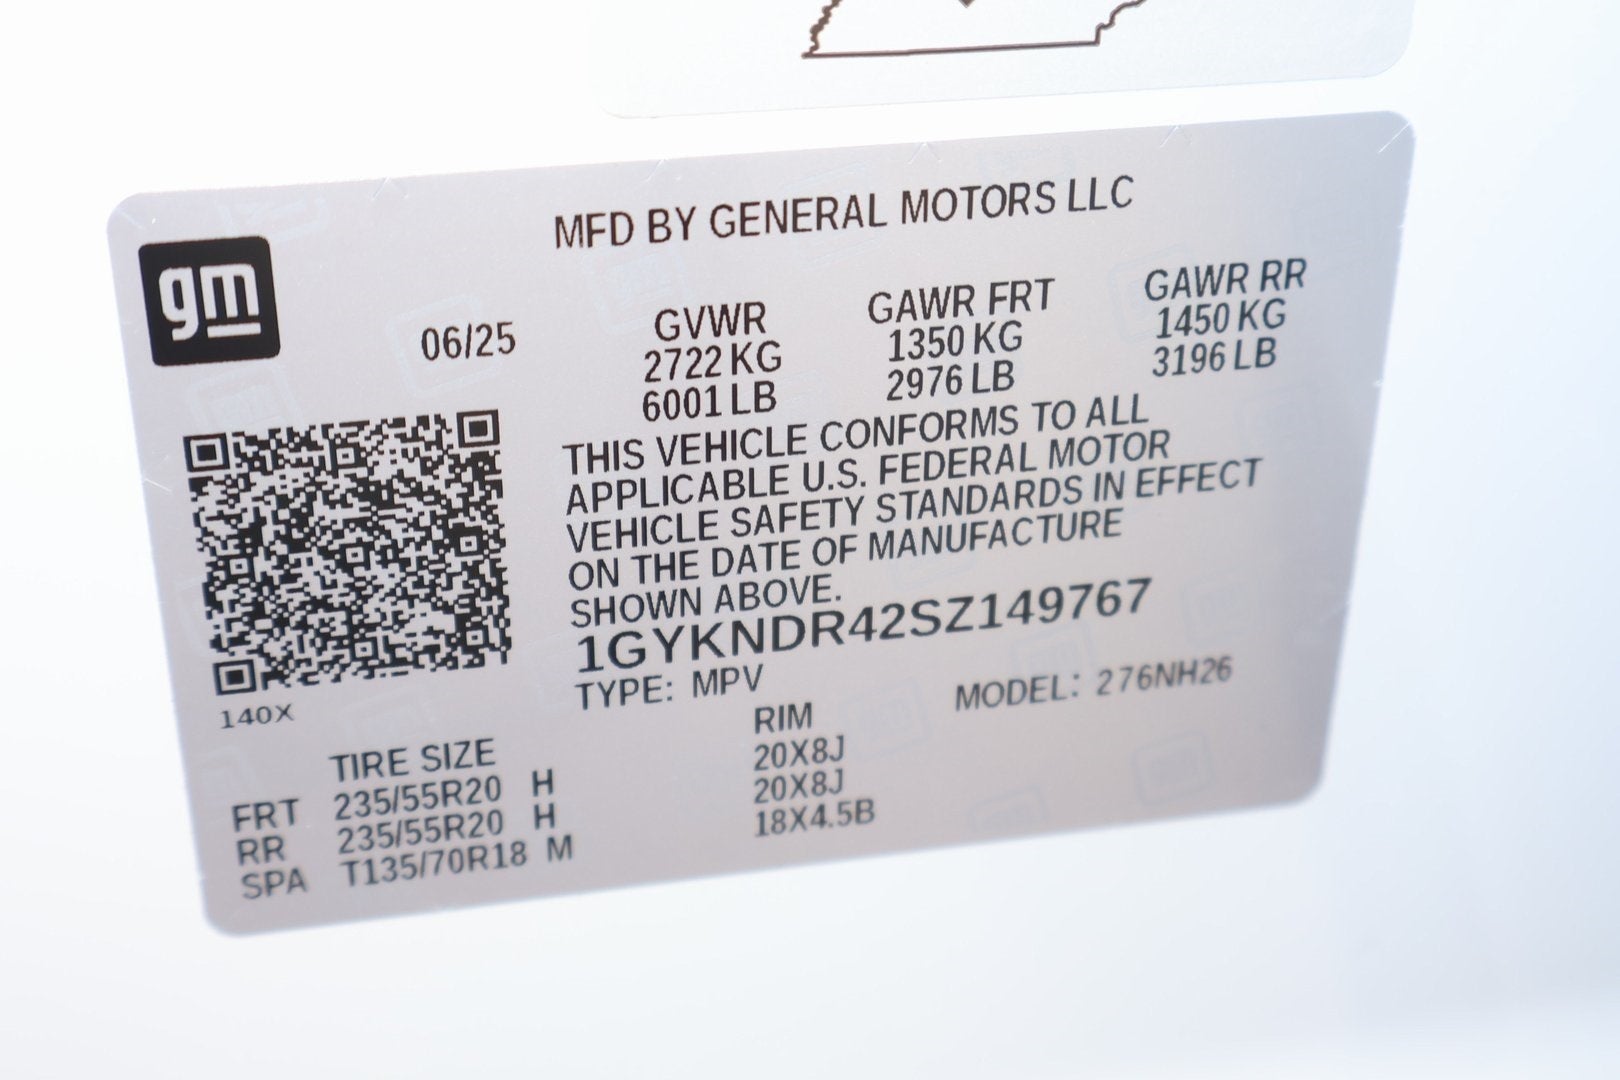 MFD BY GENERAL MOTORS LLC
gm
06/25
GVWR
2722 KG
6001 LB
GAWR FRT
1350 KG
2976 LB
GAWR RR
1450 KG
3196 LB
THIS VEHICLE CONFORMS TO ALL
APPLICABLE U.S. FEDERAL MOTOR
VEHICLE SAFETY STANDARDS IN EFFECT
ON THE DATE OF MANUFACTURE
SHOWN ABOVE.
1GYKNDR42SZ149767
TYPE: MPV MODEL: 276NH26
140X
TIRE SIZE RIM
FRT 235/55R20 H 20X8J
RR 235/55R20 H 20X8J
SPA T135/70R18 M 18X4.5B